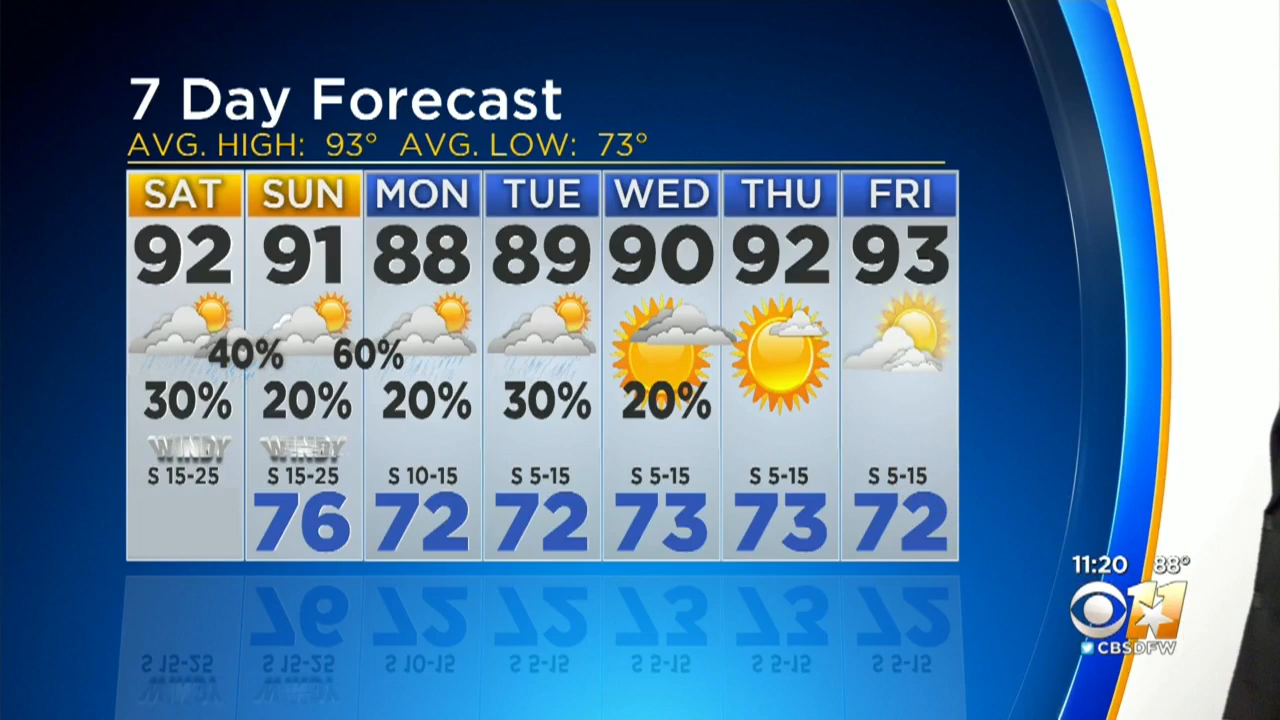 7 Day Forecast
AVG. HIGH: 93° AVG. LOW: 73°
SAT SUN MON TUE WED THU FRI
92 91 88 89 90 92 93
40% 60%
30% 20% 20% 30% 20%
WINDY WINDY
S 15-25 S 15-25 S 10-15 S 5-15 S 5-15 S 5-15 S 5-15
76 72 72 73 73 72
11:20 88°
11
CBSDFW